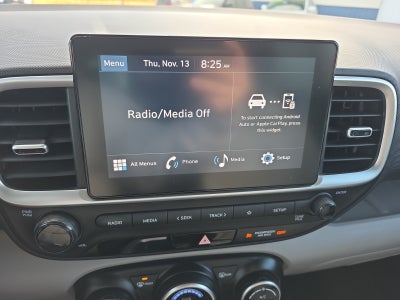 Menu Thu, Nov. 13 8:25 AM
Radio/Media Off
To start connecting Android
Auto or Apple CarPlay, press
this widget.
All Menus Phone Media Setup
RADIO MEDIA < SEEK TRACK > SETUP
ENTER